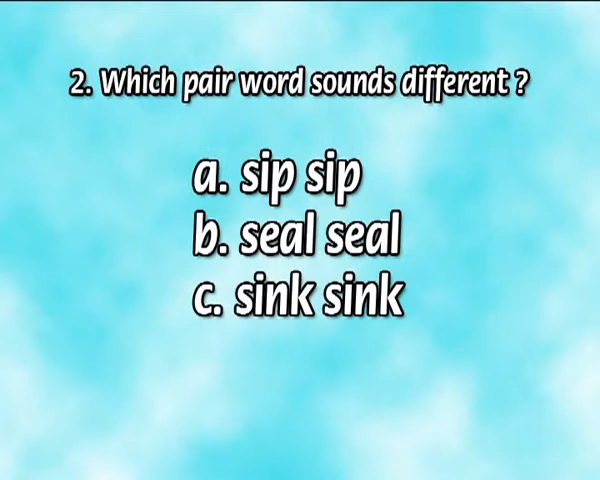 2. Which pair word sounds different ?
a. sip sip
b. seal seal
c. sink sink